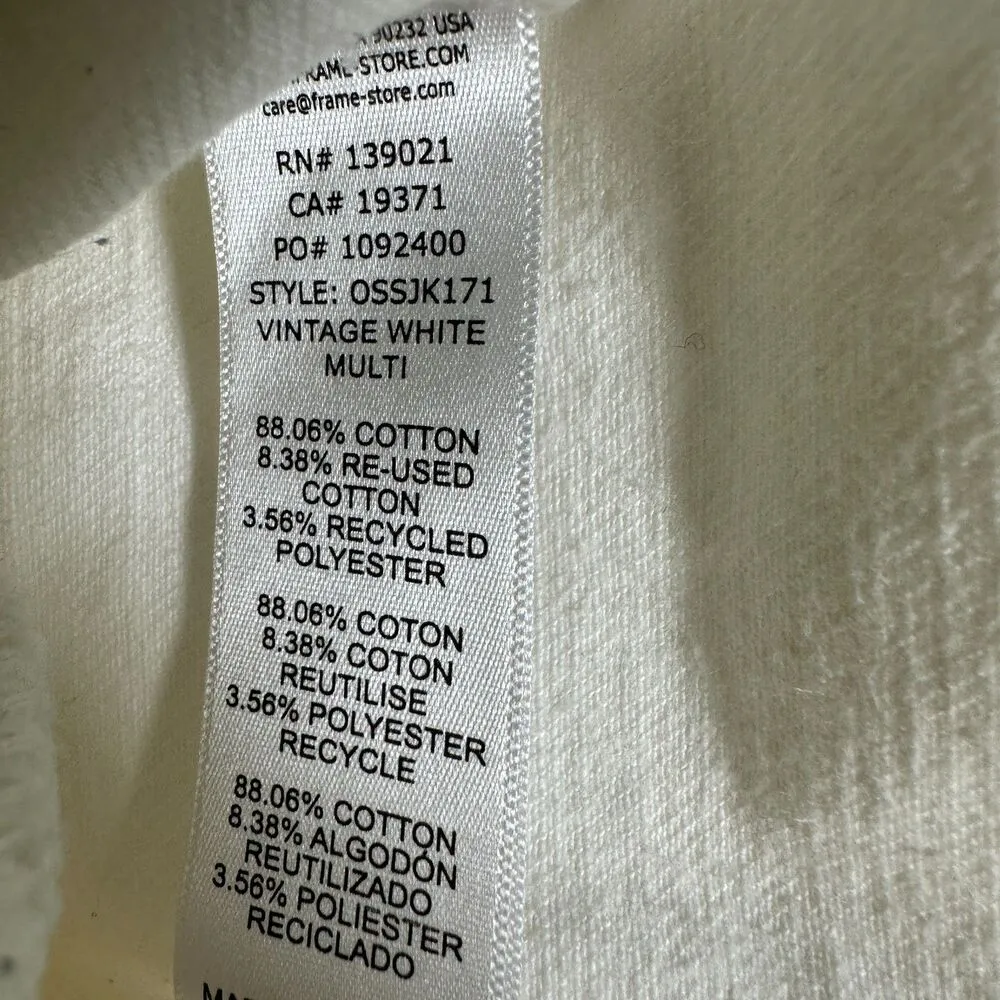 90232 USA
-STORE.COM
care@frame-store.com
RN# 139021
CA# 19371
PO# 1092400
STYLE: OSSJK171
VINTAGE WHITE
MULTI
88.06% COTTON
8.38% RE-USED
COTTON
3.56% RECYCLED
POLYESTER
88.06% COTON
8.38% COTON
REUTILISE
3.56% POLYESTER
RECYCLE
88.06% COTTON
8.38% ALGODÓN
REUTILIZADO
3.56% POLIESTER
RECICLADO